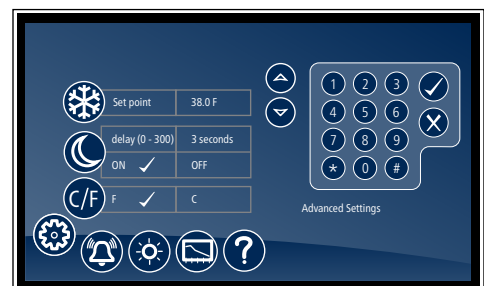 Set point 38.0 F
delay (0 - 300) 3 seconds
ON OFF
C/F F C
1 2 3
4 5 6
7 8 9
* 0 #
Advanced Settings
?